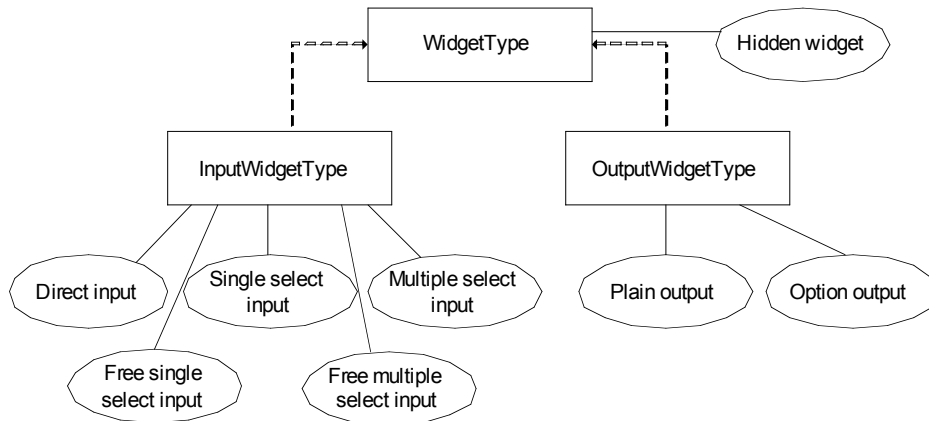 WidgetType
Hidden widget
InputWidgetType
OutputWidgetType
Direct input
Single select
input
Multiple select
input
Plain output
Option output
Free single
select input
Free multiple
select input